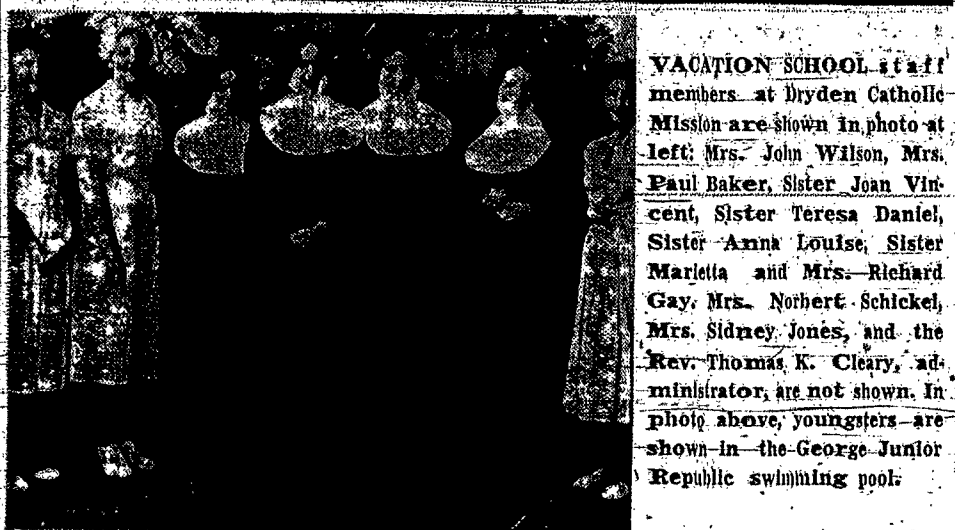 VACATION SCHOOL staff
members at Dryden Catholic
Mission are shown in photo at
left: Mrs. John Wilson, Mrs.
Paul Baker, Sister Joan Vin-
cent, Sister Teresa Daniel,
Sister Anna Louise, Sister
Marietta and Mrs. Richard
Gay. Mrs. Norbert Schickel,
Mrs. Sidney Jones, and the
Rev. Thomas K. Cleary, ad-
ministrator, are not shown. In
photo above, youngsters are
shown in the George Junior
Republic swimming pool.